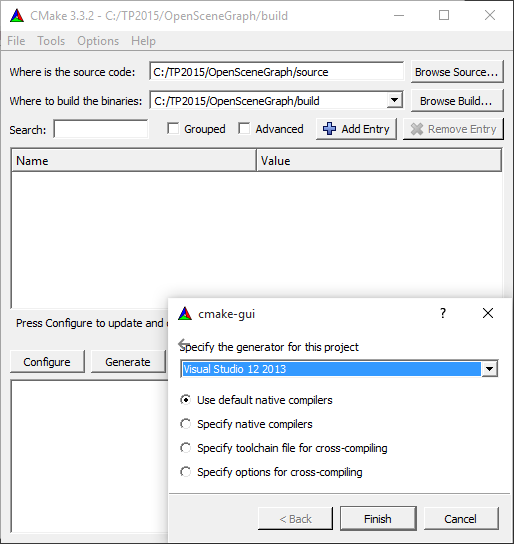 CMake 3.3.2 - C:/TP2015/OpenSceneGraph/build
File Tools Options Help
Where is the source code: C:/TP2015/OpenSceneGraph/source Browse Source...
Where to build the binaries: C:/TP2015/OpenSceneGraph/build Browse Build...
Search: Grouped Advanced Add Entry Remove Entry
Name Value
Press Configure to update and
Configure Generate
cmake-gui ?
Specify the generator for this project
Visual Studio 12 2013
Use default native compilers
Specify native compilers
Specify toolchain file for cross-compiling
Specify options for cross-compiling
< Back Finish Cancel